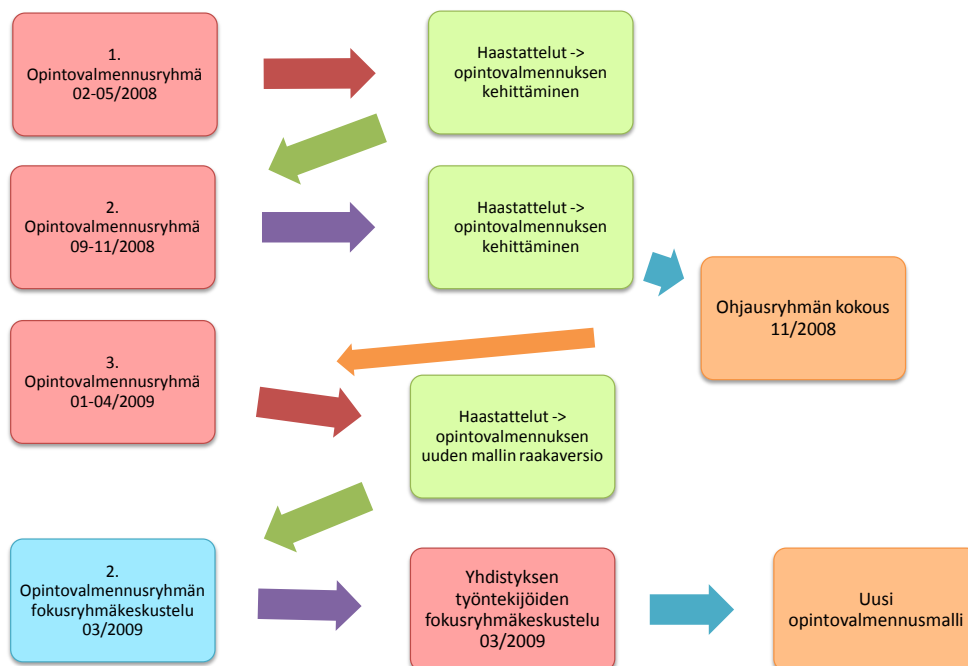 1.
Opintovalmennusryhmä
02-05/2008
Haastattelut ->
opintovalmennuksen
kehittäminen
2.
Opintovalmennusryhmä
09-11/2008
Haastattelut ->
opintovalmennuksen
kehittäminen
Ohjausryhmän kokous
11/2008
3.
Opintovalmennusryhmä
01-04/2009
Haastattelut ->
opintovalmennuksen
uuden mallin raakaversio
2.
Opintovalmennusryhmän
fokusryhmäkeskustelu
03/2009
Yhdistyksen
työntekijöiden
fokusryhmäkeskustelu
03/2009
Uusi
opintovalmennusmalli